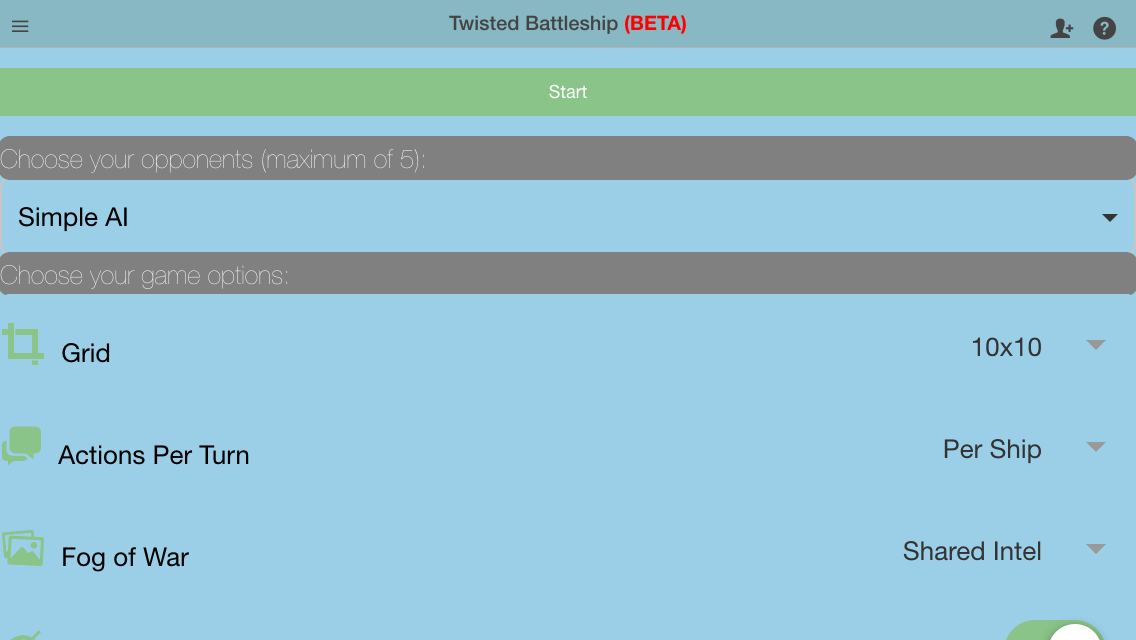 Twisted Battleship (BETA)
Start
Choose your opponents (maximum of 5):
Simple AI
Choose your game options:
Grid 10x10
Actions Per Turn Per Ship
Fog of War Shared Intel